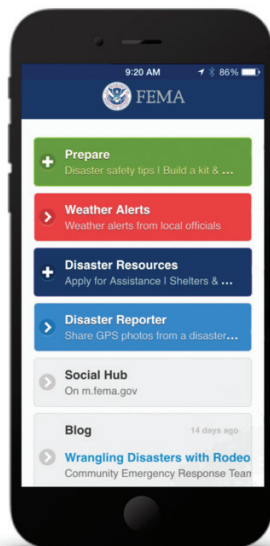 9:20 AM 86%
FEMA
Prepare
Disaster safety tips I Build a kit & ...
Weather Alerts
Weather alerts from local officials
Disaster Resources
Apply for Assistance I Shelters & ...
Disaster Reporter
Share GPS photos from a disaster...
Social Hub
On m.fema.gov
Blog 14 days ago
Wrangling Disasters with Rodeo
Community Emergency Response Team